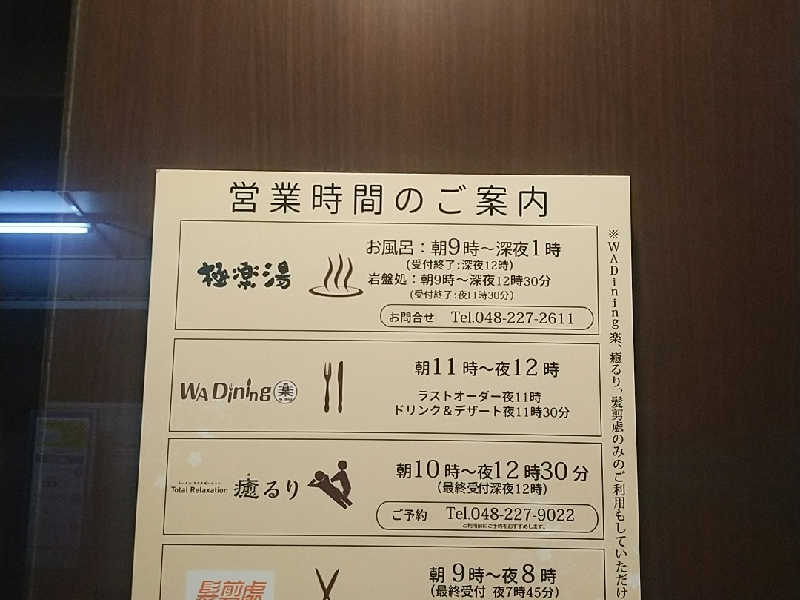 営業時間のご案内
極楽湯
お風呂：朝9時～深夜1時
(受付終了：深夜12時)
岩盤処：朝9時～深夜12時30分
(受付終了：夜11時30分)
お問合せ Tel.048-227-2611
WA Dining 楽
朝11時～夜12時
ラストオーダー夜11時
ドリンク＆デザート夜11時30分
Total Relaxation 癒るり
朝10時～夜12時30分
(最終受付深夜12時)
ご予約 Tel.048-227-9022
髪剪處
朝9時～夜8時
(最終受付 夜7時45分)
※WA Dining楽、癒るり、髪剪處のみのご利用もしていただけ